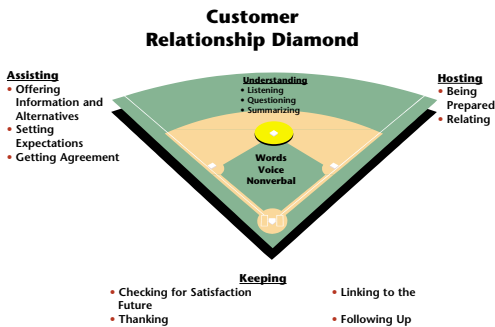 Customer
Relationship Diamond
Assisting
• Offering
Information and
Alternatives
• Setting
Expectations
• Getting Agreement
Understanding
• Listening
• Questioning
• Summarizing
Hosting
• Being
Prepared
• Relating
Words
Voice
Nonverbal
Keeping
• Checking for Satisfaction
Future
• Thanking
• Linking to the
• Following Up